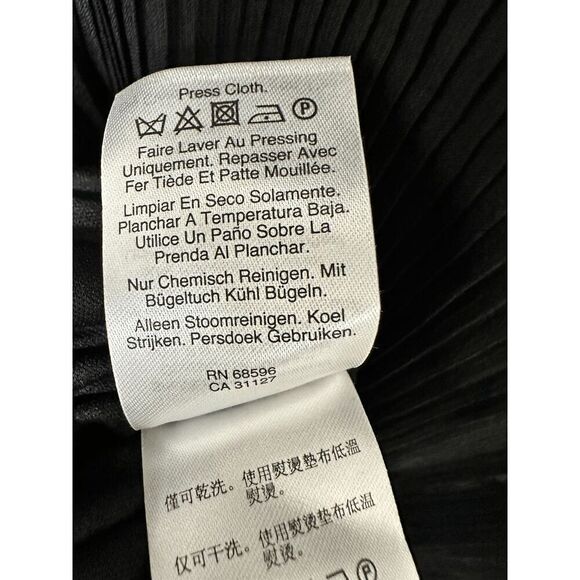 Press Cloth.
P
Faire Laver Au Pressing
Uniquement. Repasser Avec
Fer Tiède Et Patte Mouillée.
Limpiar En Seco Solamente.
Planchar A Temperatura Baja.
Utilice Un Paño Sobre La
Prenda Al Planchar.
Nur Chemisch Reinigen. Mit
Bügeltuch Kühl Bügeln.
Alleen Stoomreinigen. Koel
Strijken. Persdoek Gebruiken.
RN 68596
CA 31127
僅可乾洗。使用熨燙墊布低溫
熨燙。
仅可干洗。使用熨烫垫布低温
熨烫。
P